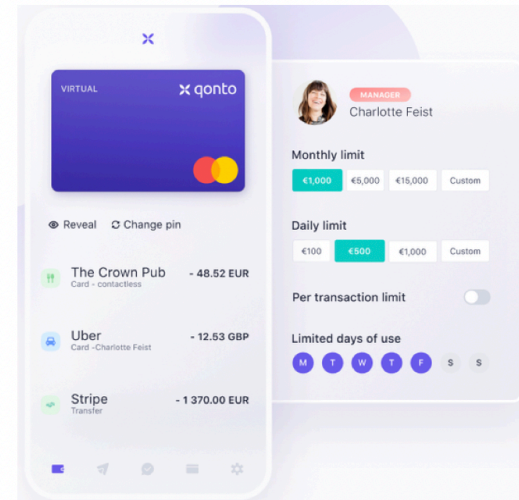 VIRTUAL
qonto
Reveal
Change pin
The Crown Pub
- 48.52 EUR
Card - contactless
Uber
- 12.53 GBP
Card -Charlotte Feist
Stripe
- 1 370.00 EUR
Transfer
MANAGER
Charlotte Feist
Monthly limit
€1,000 €5,000 €15,000 Custom
Daily limit
€100 €500 €1,000 Custom
Per transaction limit
Limited days of use
M T W T F S S